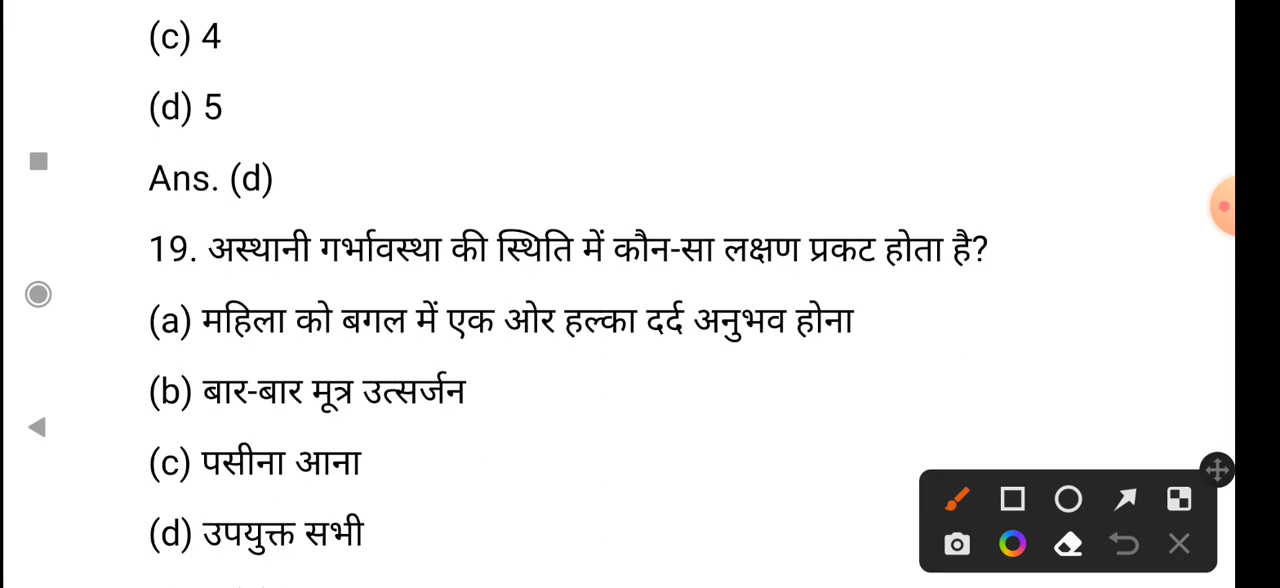 (c) 4
(d) 5
Ans. (d)
19. अस्थानी गर्भावस्था की स्थिति में कौन-सा लक्षण प्रकट होता है?
(a) महिला को बगल में एक ओर हल्का दर्द अनुभव होना
(b) बार-बार मूत्र उत्सर्जन
(c) पसीना आना
(d) उपयुक्त सभी